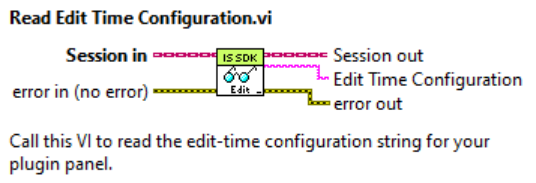 Read Edit Time Configuration.vi
Session in
IS SDK
Session out
Edit Time Configuration
error in (no error)
Edit
error out
Call this VI to read the edit-time configuration string for your
plugin panel.